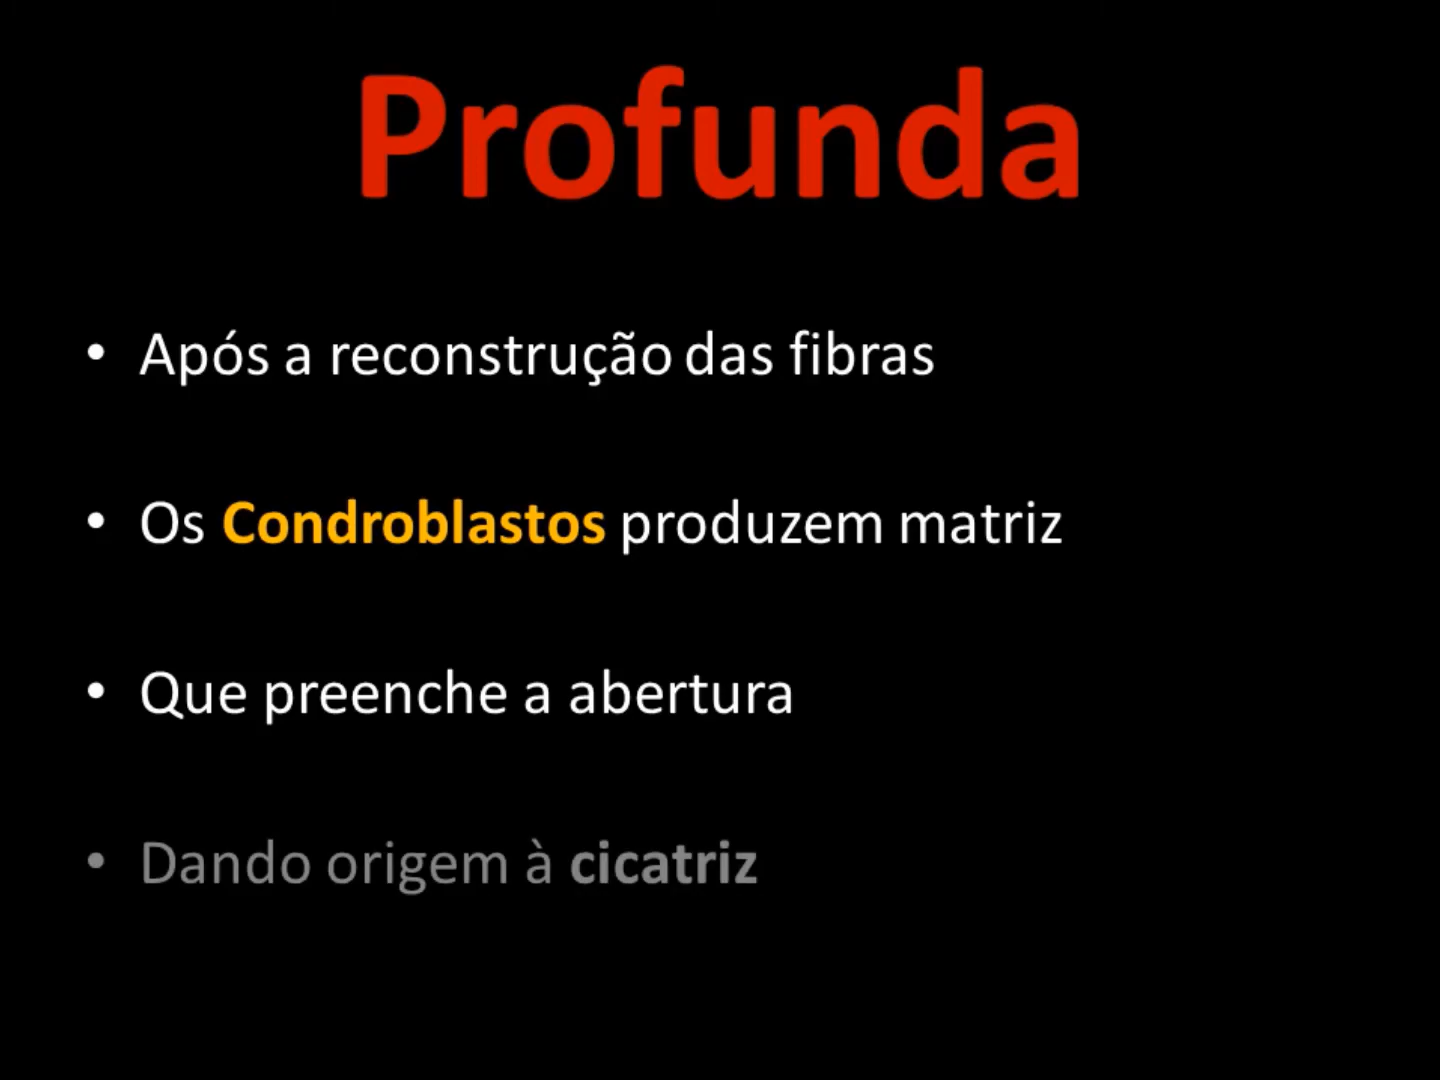 Profunda
• Após a reconstrução das fibras
• Os Condroblastos produzem matriz
• Que preenche a abertura
• Dando origem à cicatriz